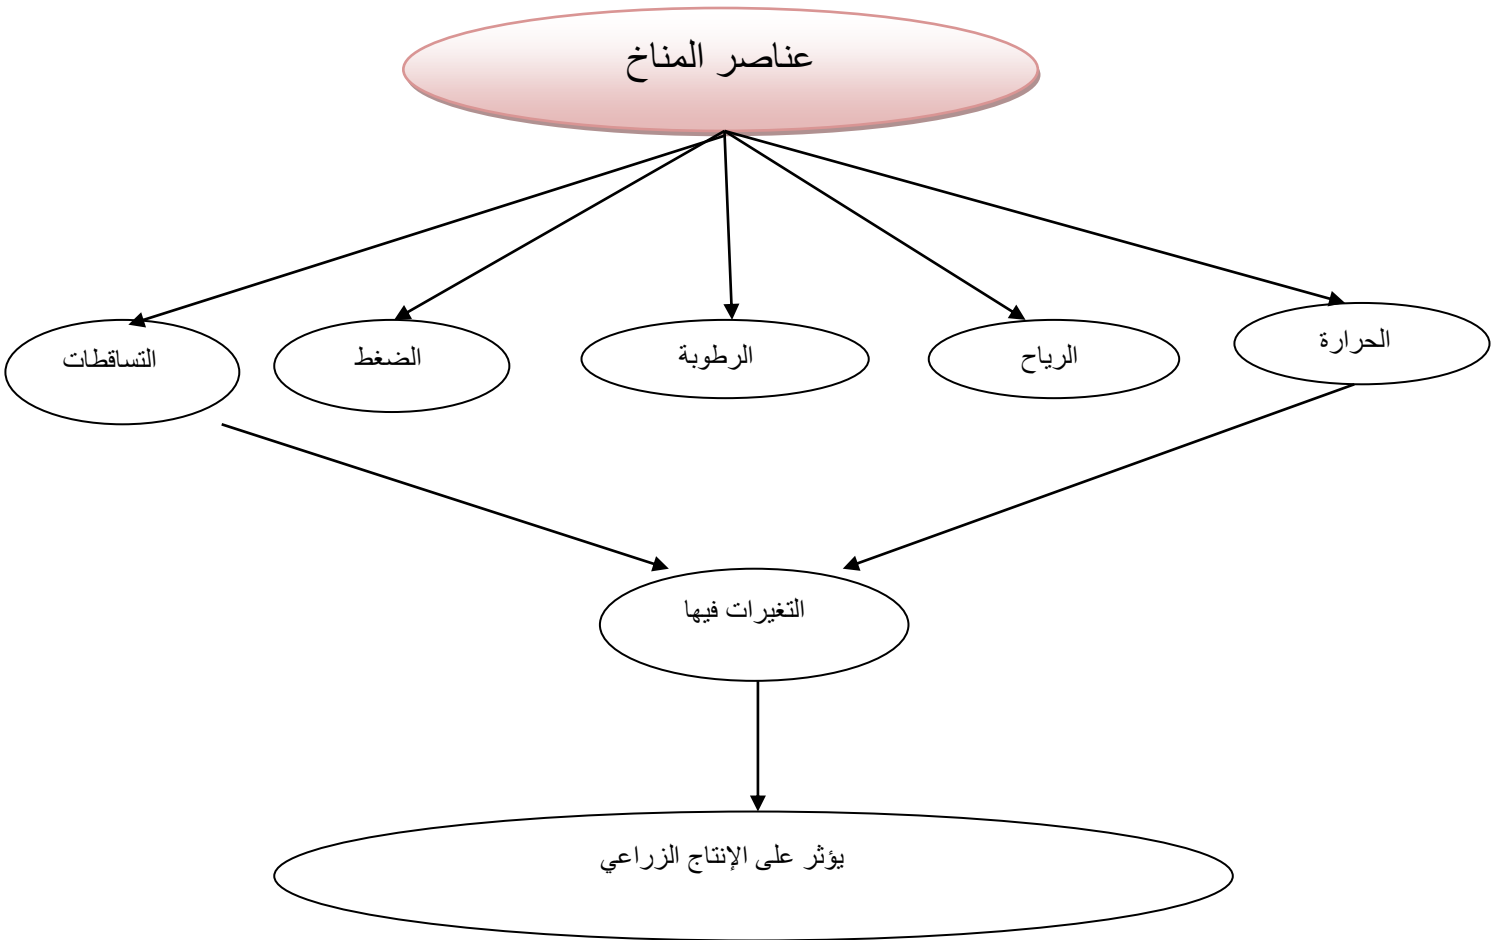 عناصر المناخ
الحرارة
الرياح
الرطوبة
الضغط
التساقطات
التغيرات فيها
يؤثر على الإنتاج الزراعي